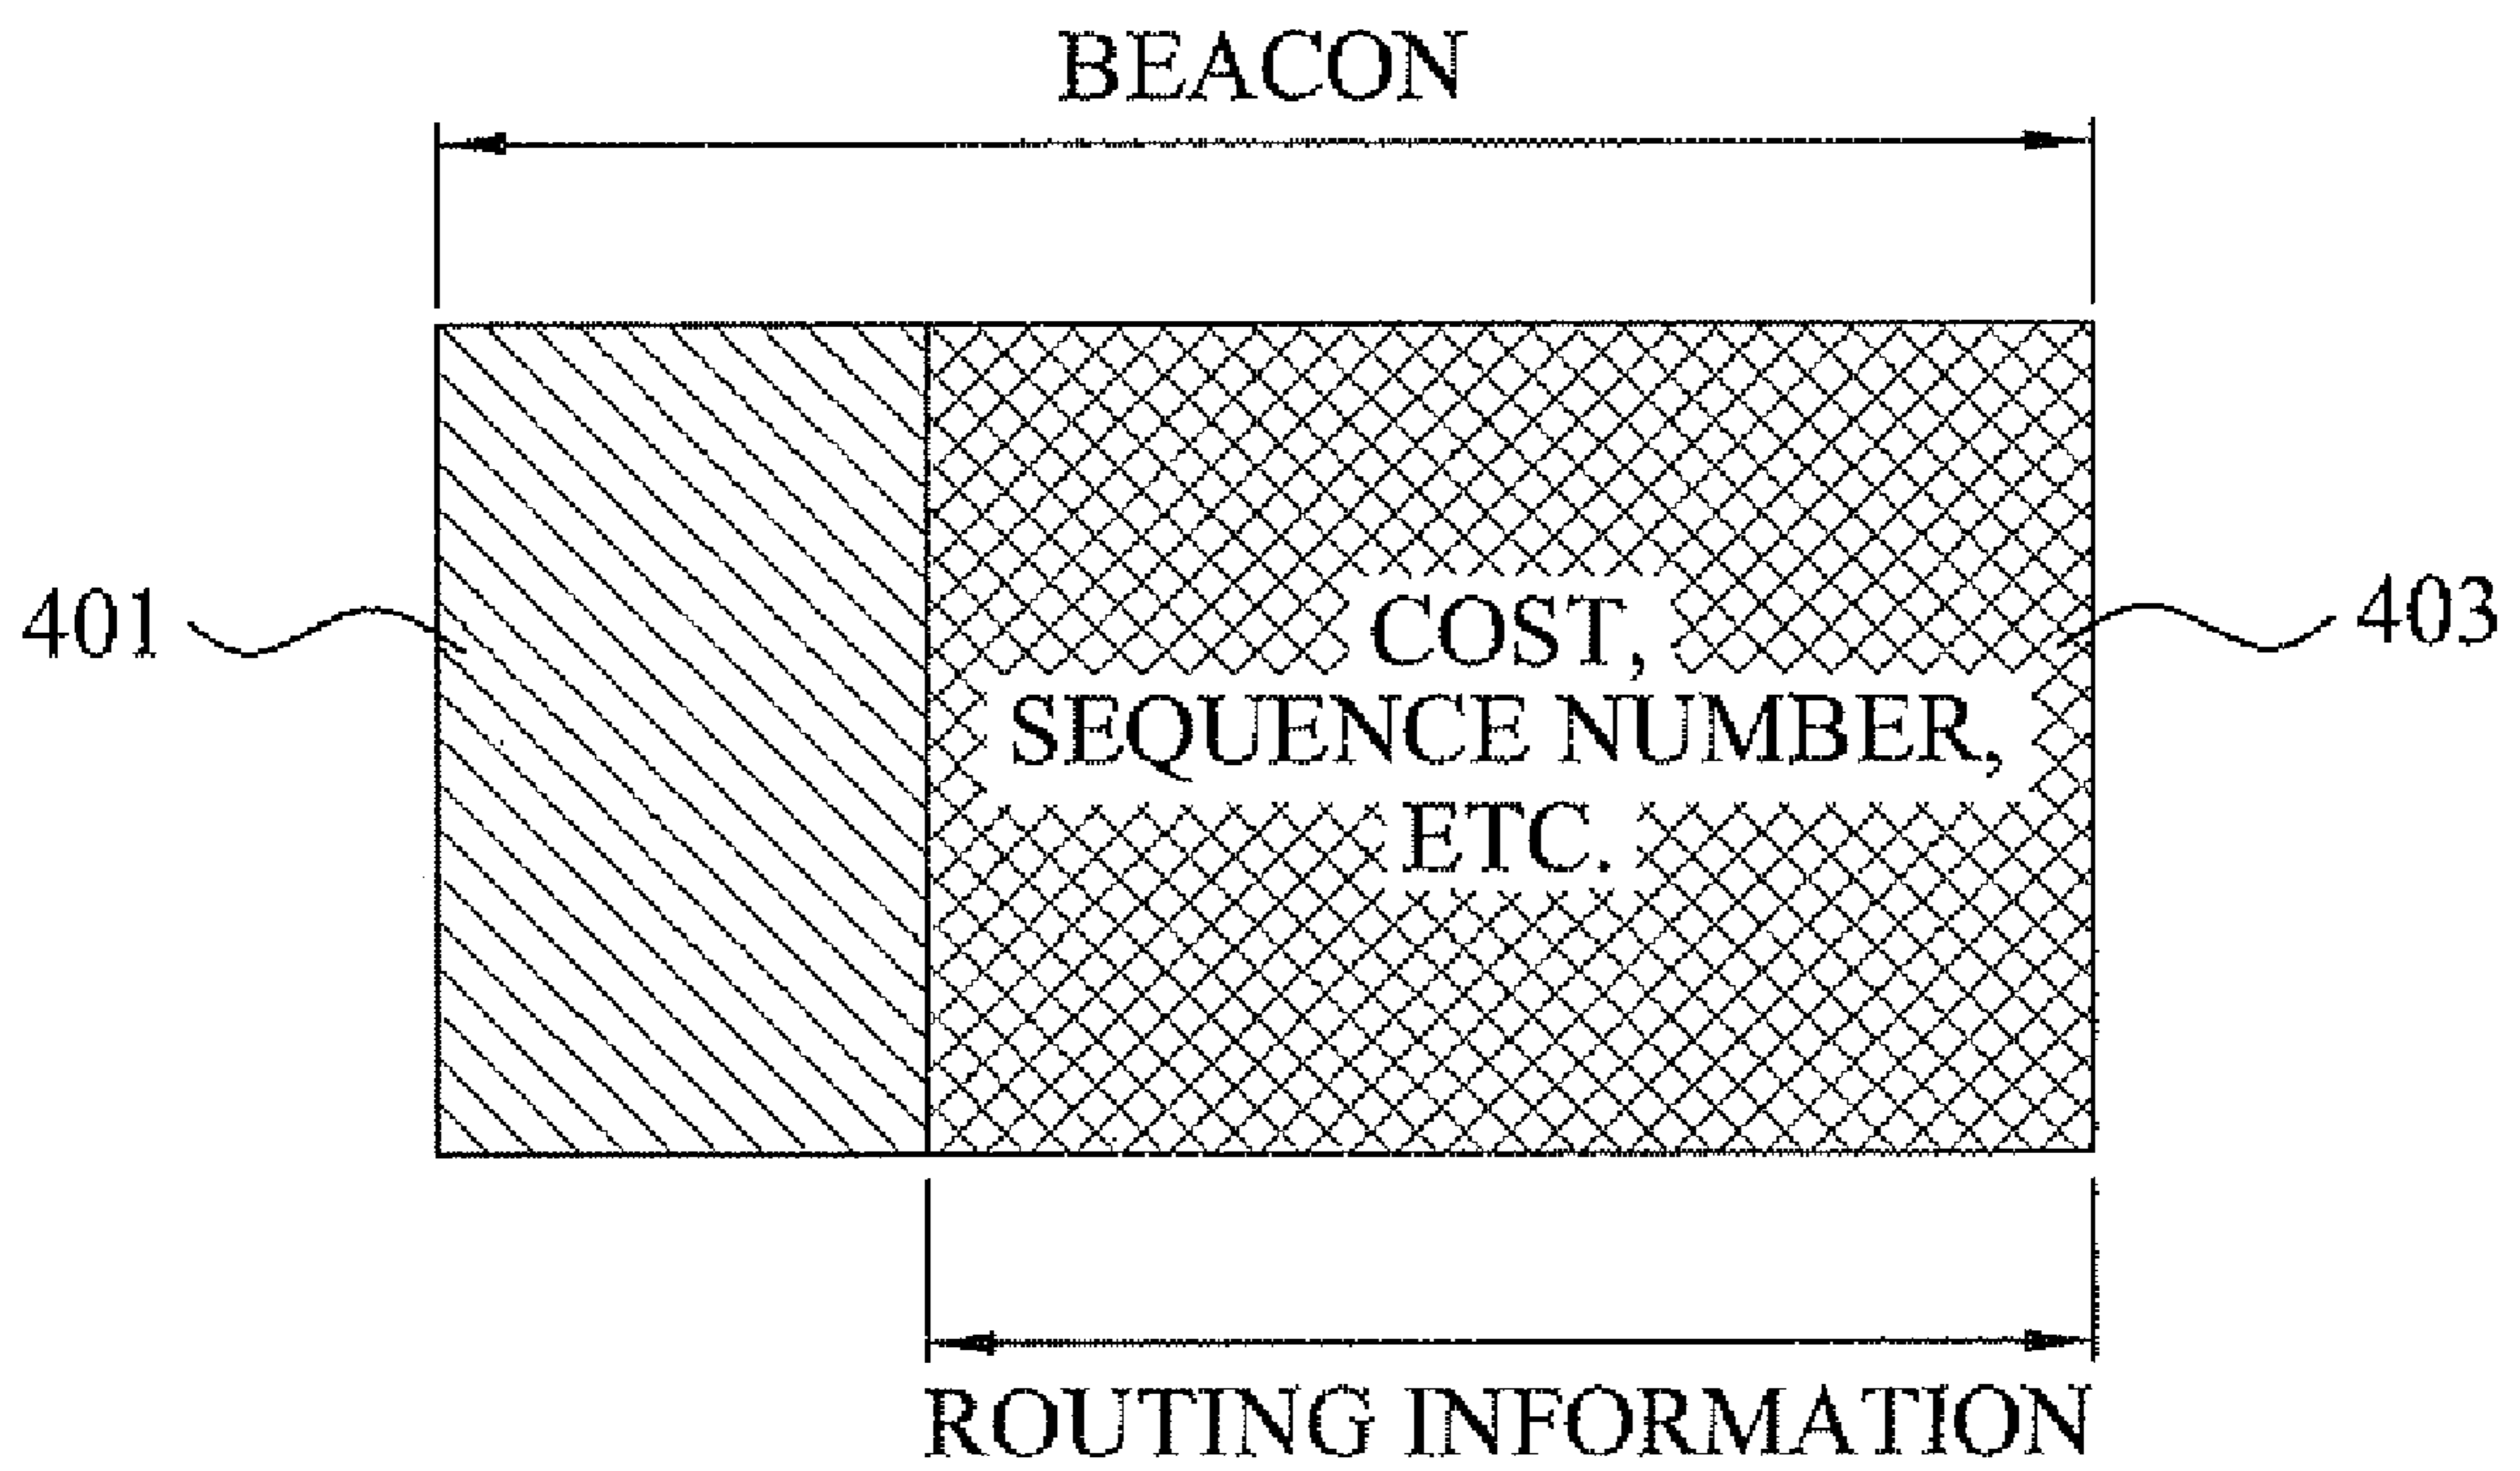 BEACON
401
403
COST,
SEQUENCE NUMBER,
ETC.
ROUTING INFORMATION